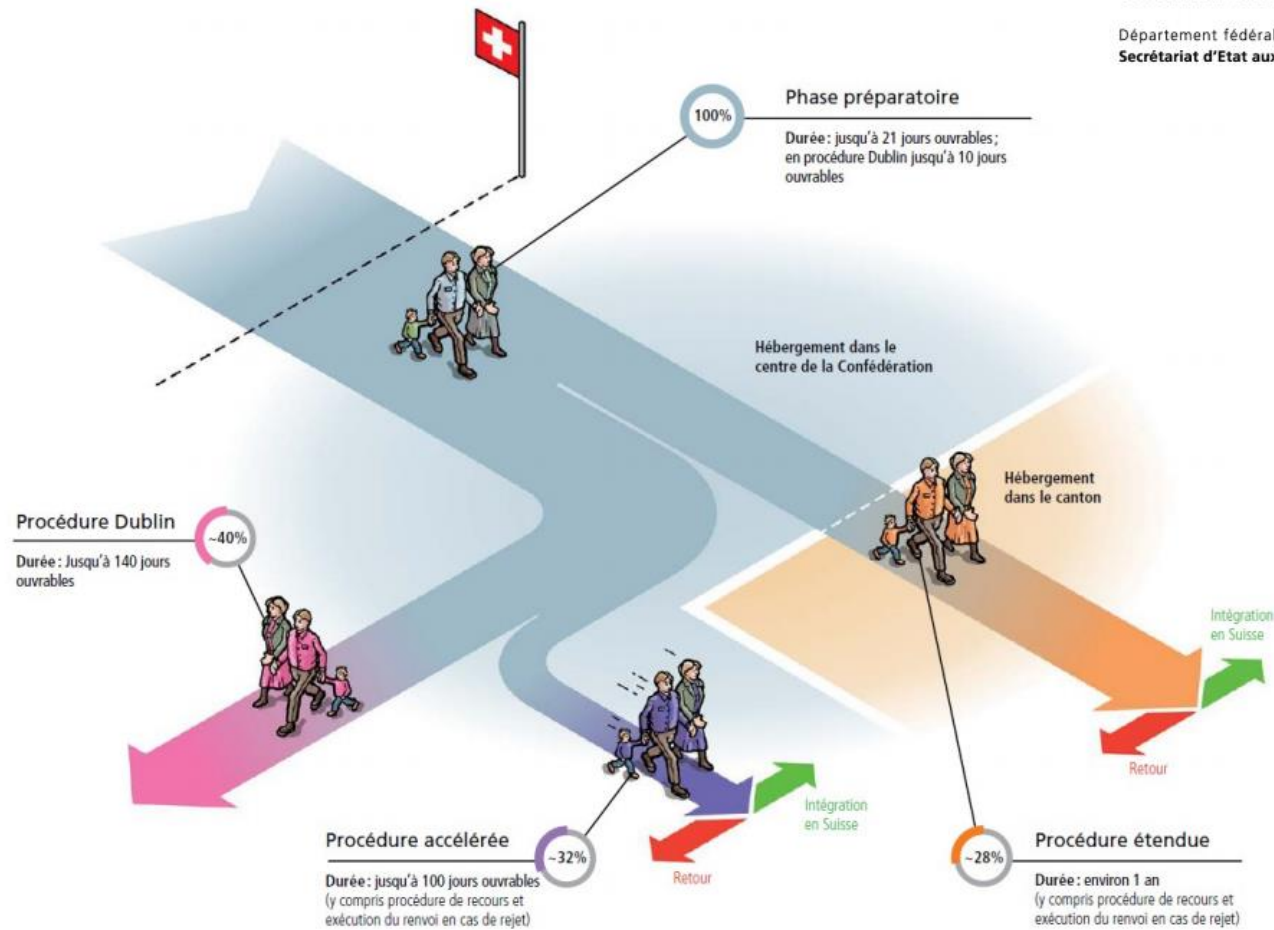 Département fédéral
Secrétariat d'Etat aux
100%
Phase préparatoire
Durée : jusqu'à 21 jours ouvrables ;
en procédure Dublin jusqu'à 10 jours
ouvrables
Hébergement dans le
centre de la Confédération
Hébergement
dans le canton
Procédure Dublin
~40%
Durée : Jusqu'à 140 jours
ouvrables
Intégration
en Suisse
Retour
Intégration
en Suisse
Retour
Procédure accélérée
~32%
Durée : jusqu'à 100 jours ouvrables
(y compris procédure de recours et
exécution du renvoi en cas de rejet)
~28%
Procédure étendue
Durée : environ 1 an
(y compris procédure de recours et
exécution du renvoi en cas de rejet)